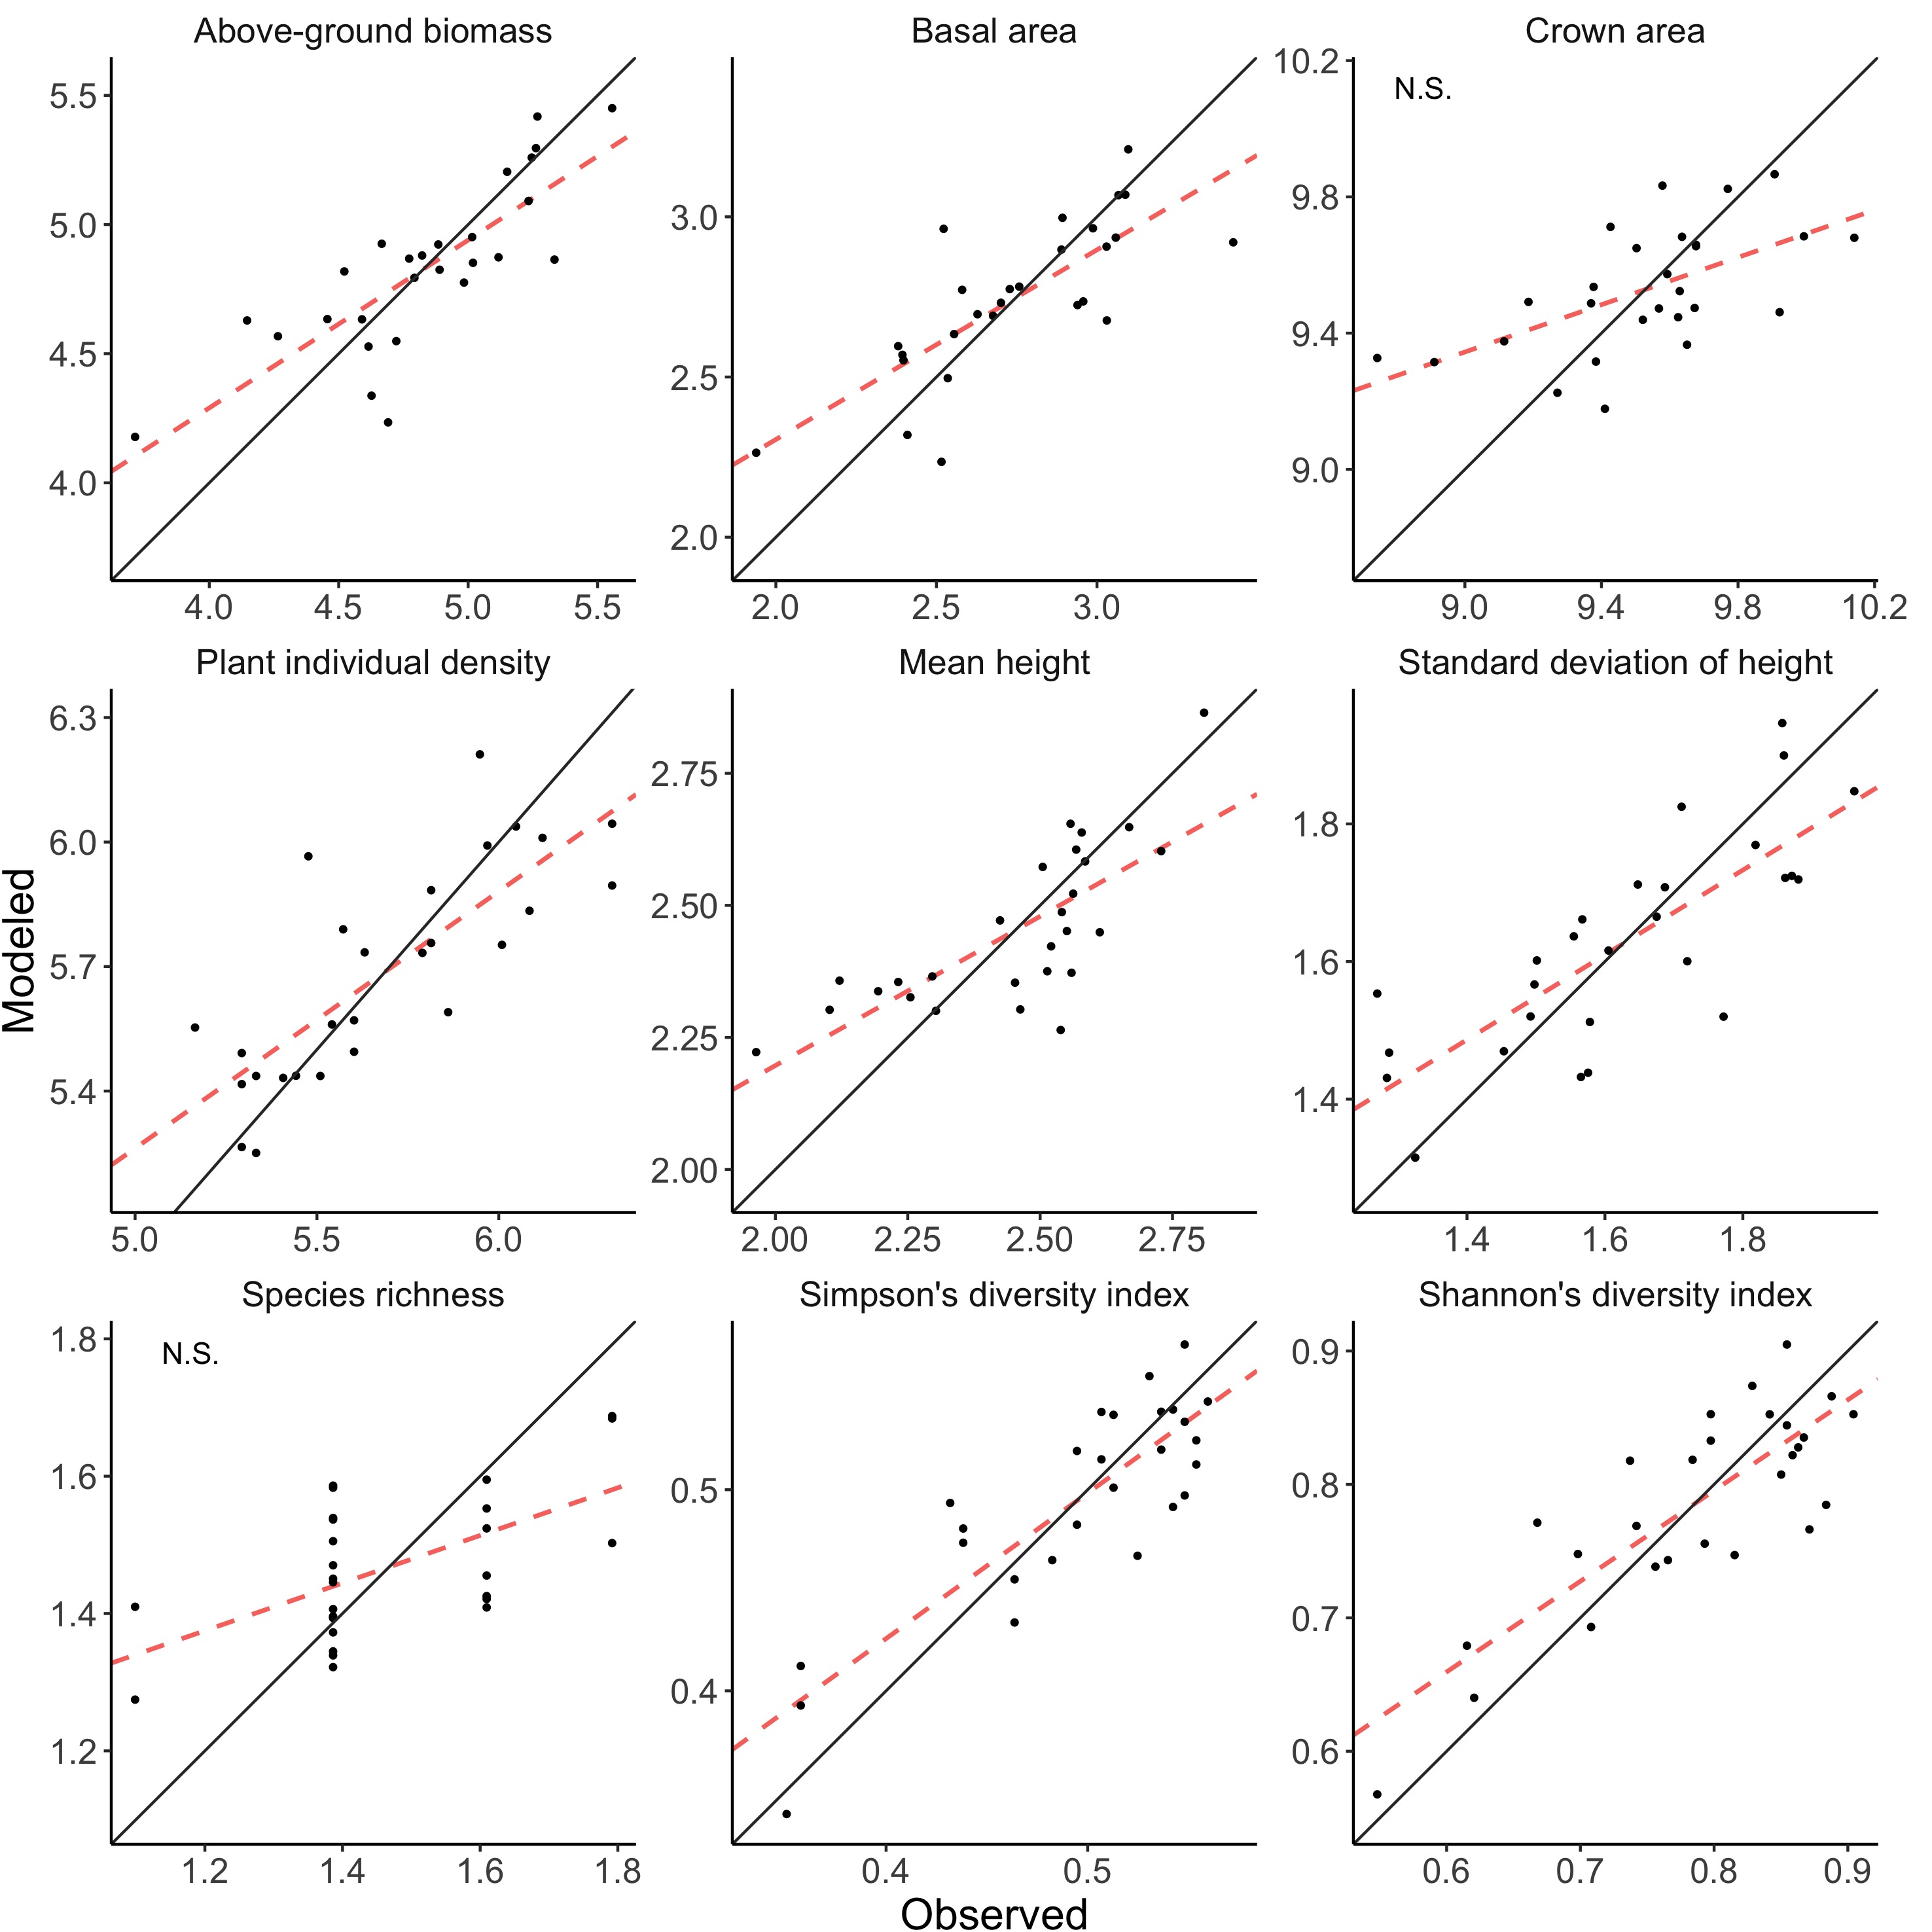 Above-ground biomass
Basal area
Crown area
5.5
5.0
4.5
4.0
4.0 4.5 5.0 5.5
3.0
2.5
2.0
2.0 2.5 3.0
10.2
9.8
9.4
9.0
N.S.
9.0 9.4 9.8 10.2
Plant individual density
Mean height
Standard deviation of height
6.3
6.0
5.7
5.4
5.0 5.5 6.0
2.75
2.50
2.25
2.00
2.00 2.25 2.50 2.75
1.8
1.6
1.4
1.4 1.6 1.8
Modeled
Species richness
Simpson's diversity index
Shannon's diversity index
1.8
1.6
1.4
1.2
N.S.
1.2 1.4 1.6 1.8
0.5
0.4
0.4 0.5
0.9
0.8
0.7
0.6
0.6 0.7 0.8 0.9
Observed